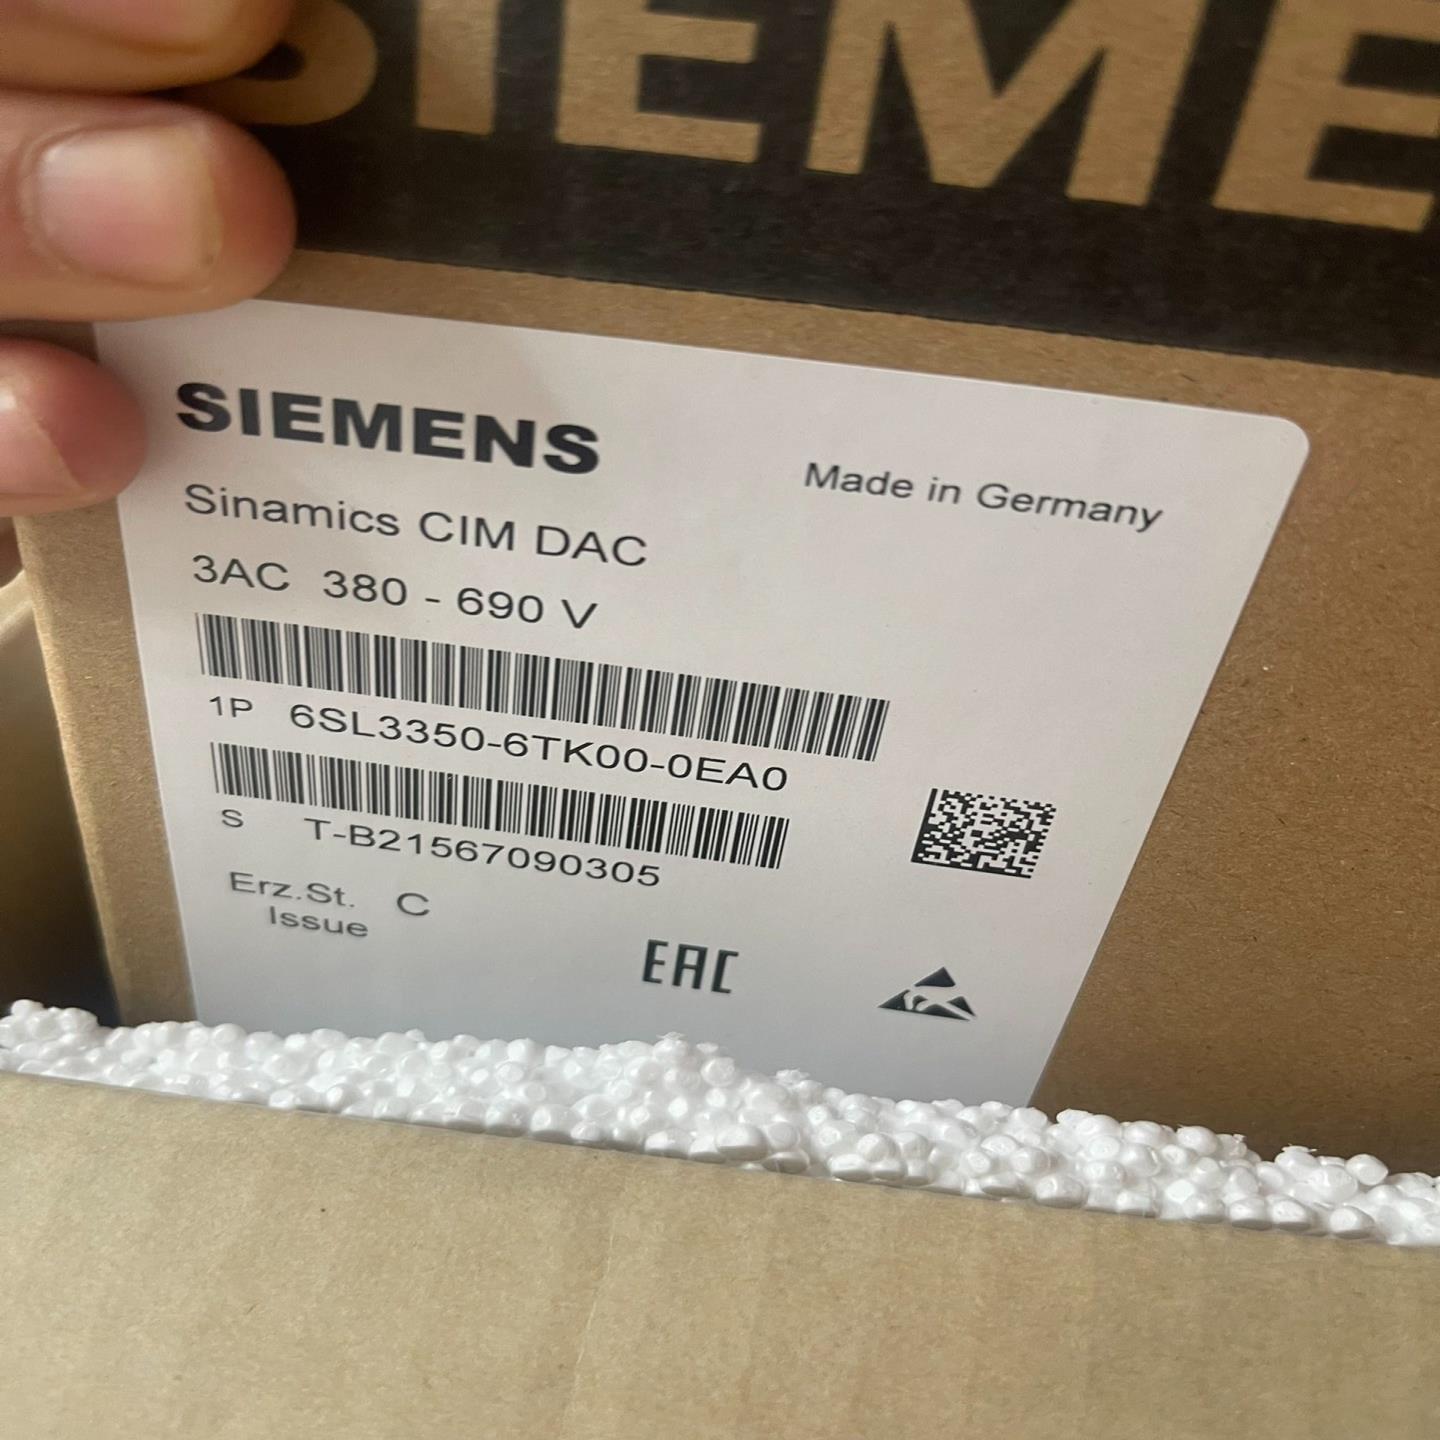 SIEME
SIEMENS
Made in Germany
Sinamics CIM DAC
3AC 380 - 690 V
1P 6SL3350-6TK00-0EA0
S T-B21567090305
Erz.St. C
Issue
EAC